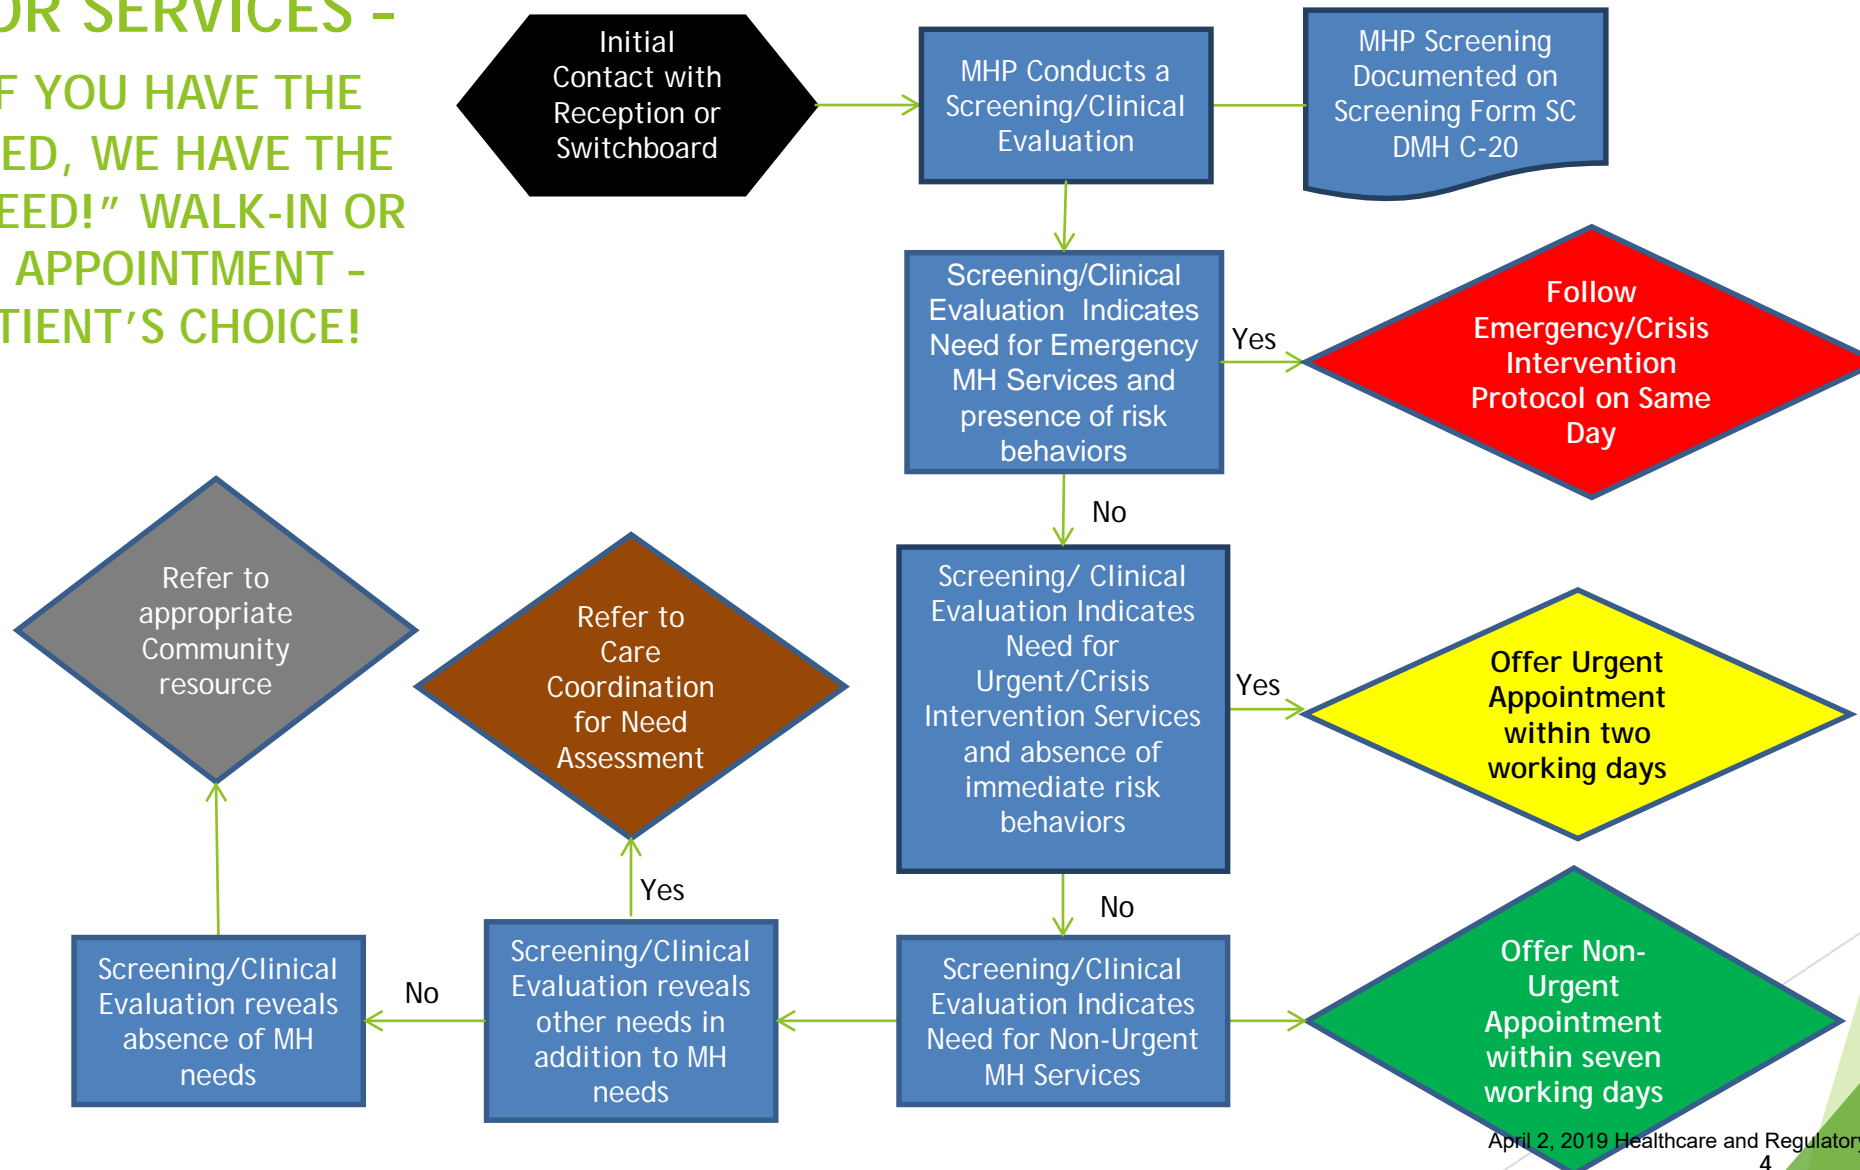 OR SERVICES –
F YOU HAVE THE
ED, WE HAVE THE
EED!” WALK-IN OR
APPOINTMENT –
TIENT’S CHOICE!
Initial
Contact with
Reception or
Switchboard
MHP Conducts a
Screening/Clinical
Evaluation
MHP Screening
Documented on
Screening Form SC
DMH C-20
Screening/Clinical
Evaluation Indicates
Need for Emergency
MH Services and
presence of risk
behaviors
Yes
Follow
Emergency/Crisis
Intervention
Protocol on Same
Day
No
Screening/ Clinical
Evaluation Indicates
Need for
Urgent/Crisis
Intervention Services
and absence of
immediate risk
behaviors
Yes
Offer Urgent
Appointment
within two
working days
No
Screening/Clinical
Evaluation Indicates
Need for Non-Urgent
MH Services
Offer Non-
Urgent
Appointment
within seven
working days
Screening/Clinical
Evaluation reveals
other needs in
addition to MH
needs
Yes
Refer to
Care
Coordination
for Need
Assessment
No
Screening/Clinical
Evaluation reveals
absence of MH
needs
Refer to
appropriate
Community
resource
April 2, 2019 Healthcare and Regulatory
4